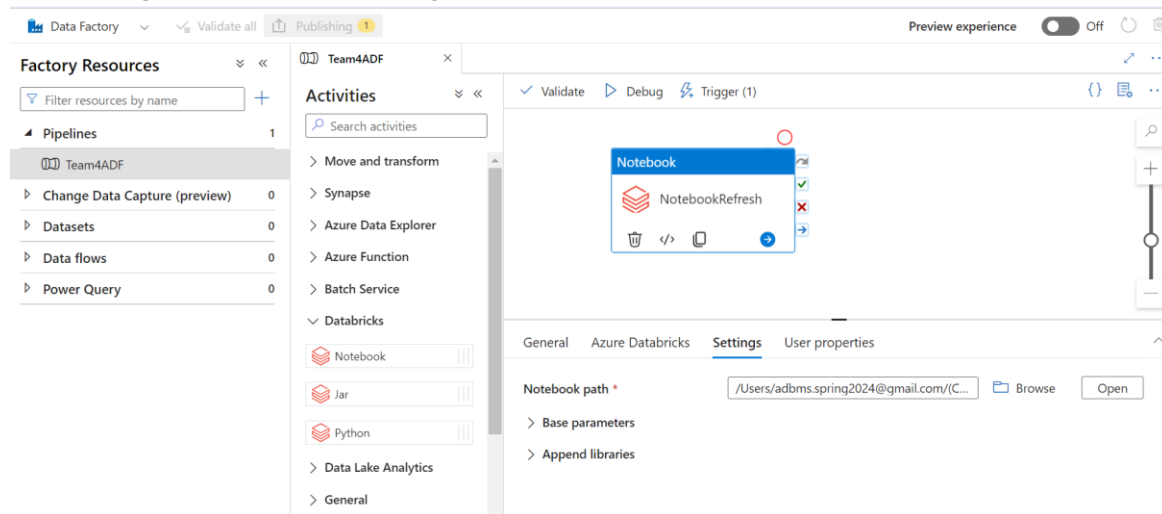 Data Factory
Validate all
Publishing 1
Preview experience
Off
Factory Resources
Filter resources by name
Pipelines 1
Team4ADF
Change Data Capture (preview) 0
Datasets 0
Data flows 0
Power Query 0
Team4ADF
Activities
Search activities
Move and transform
Synapse
Azure Data Explorer
Azure Function
Batch Service
Databricks
Notebook
Jar
Python
Data Lake Analytics
General
Validate Debug Trigger (1)
Notebook
NotebookRefresh
General Azure Databricks Settings User properties
Notebook path * /Users/adbms.spring2024@gmail.com/(C... Browse Open
Base parameters
Append libraries